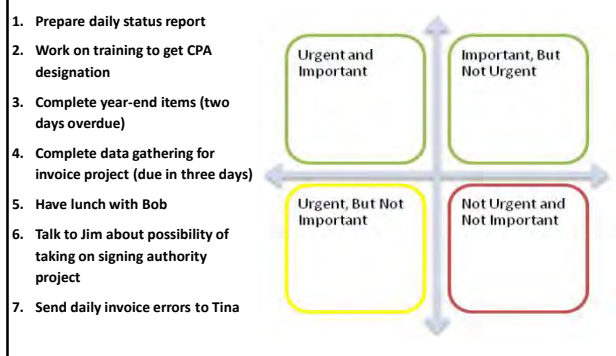 1. Prepare daily status report
2. Work on training to get CPA
designation
3. Complete year-end items (two
days overdue)
4. Complete data gathering for
invoice project (due in three days)
5. Have lunch with Bob
6. Talk to Jim about possibility of
taking on signing authority
project
7. Send daily invoice errors to Tina
Urgent and
Important
Important, But
Not Urgent
Urgent, But Not
Important
Not Urgent and
Not Important